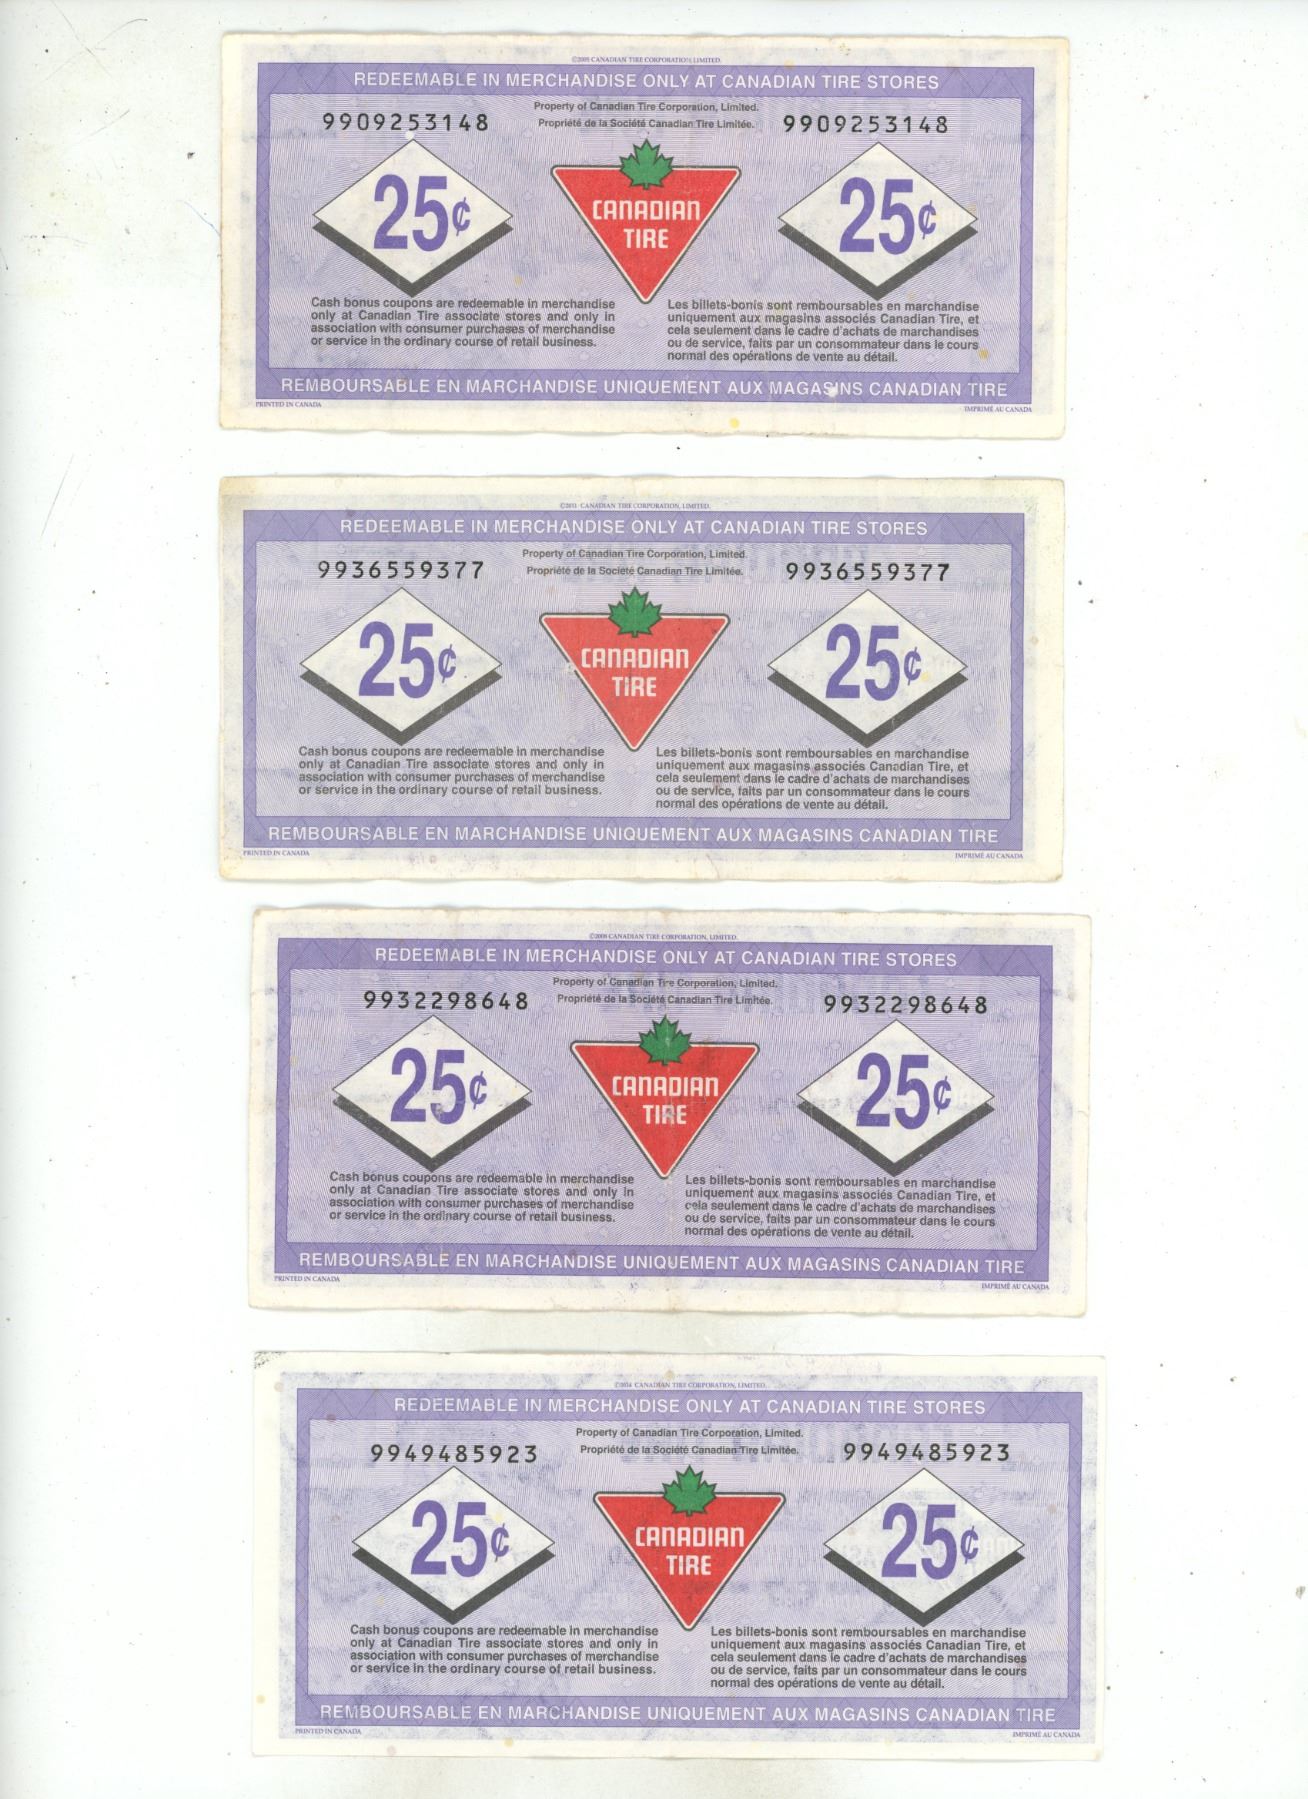 ©2005 CANADIAN TIRE CORPORATION, LIMITED.
REDEEMABLE IN MERCHANDISE ONLY AT CANADIAN TIRE STORES
Property of Canadian Tire Corporation, Limited.
9909253148 Propriété de la Société Canadian Tire Limitée. 9909253148
25¢ CANADIAN 25¢
TIRE
Cash bonus coupons are redeemable in merchandise
only at Canadian Tire associate stores and only in
association with consumer purchases of merchandise
or service in the ordinary course of retail business.
Les billets-bonis sont remboursables en marchandise
uniquement aux magasins associés Canadian Tire, et
cela seulement dans le cadre d'achats de marchandises
ou de service, faits par un consommateur dans le cours
normal des opérations de vente au détail.
REMBOURSABLE EN MARCHANDISE UNIQUEMENT AUX MAGASINS CANADIAN TIRE
PRINTED IN CANADA IMPRIMÉ AU CANADA
©2011 CANADIAN TIRE CORPORATION, LIMITED.
REDEEMABLE IN MERCHANDISE ONLY AT CANADIAN TIRE STORES
Property of Canadian Tire Corporation, Limited.
9936559377 Propriété de la Société Canadian Tire Limitée. 9936559377
25¢ CANADIAN 25¢
TIRE
Cash bonus coupons are redeemable in merchandise
only at Canadian Tire associate stores and only in
association with consumer purchases of merchandise
or service in the ordinary course of retail business.
Les billets-bonis sont remboursables en marchandise
uniquement aux magasins associés Canadian Tire, et
cela seulement dans le cadre d'achats de marchandises
ou de service, faits par un consommateur dans le cours
normal des opérations de vente au détail.
REMBOURSABLE EN MARCHANDISE UNIQUEMENT AUX MAGASINS CANADIAN TIRE
PRINTED IN CANADA IMPRIMÉ AU CANADA
CANADIAN TIRE CORPORATION, LIMITED.
REDEEMABLE IN MERCHANDISE ONLY AT CANADIAN TIRE STORES
Property of Canadian Tire Corporation, Limited.
9932298648 Propriété de la Société Canadian Tire Limitée. 9932298648
25¢ CANADIAN 25¢
TIRE
Cash bonus coupons are redeemable in merchandise
only at Canadian Tire associate stores and only in
association with consumer purchases of merchandise
or service in the ordinary course of retail business.
Les billets-bonis sont remboursables en marchandise
uniquement aux magasins associés Canadian Tire, et
cela seulement dans le cadre d'achats de marchandises
ou de service, faits par un consommateur dans le cours
normal des opérations de vente au détail.
REMBOURSABLE EN MARCHANDISE UNIQUEMENT AUX MAGASINS CANADIAN TIRE
PRINTED IN CANADA IMPRIMÉ AU CANADA
CANADIAN TIRE CORPORATION, LIMITED.
REDEEMABLE IN MERCHANDISE ONLY AT CANADIAN TIRE STORES
Property of Canadian Tire Corporation, Limited.
9949485923 Propriété de la Société Canadian Tire Limitée. 9949485923
25¢ CANADIAN 25¢
TIRE
Cash bonus coupons are redeemable in merchandise
only at Canadian Tire associate stores and only in
association with consumer purchases of merchandise
or service in the ordinary course of retail business.
Les billets-bonis sont remboursables en marchandise
uniquement aux magasins associés Canadian Tire, et
cela seulement dans le cadre d'achats de marchandises
ou de service, faits par un consommateur dans le cours
normal des opérations de vente au détail.
REMBOURSABLE EN MARCHANDISE UNIQUEMENT AUX MAGASINS CANADIAN TIRE
PRINTED IN CANADA IMPRIMÉ AU CANADA